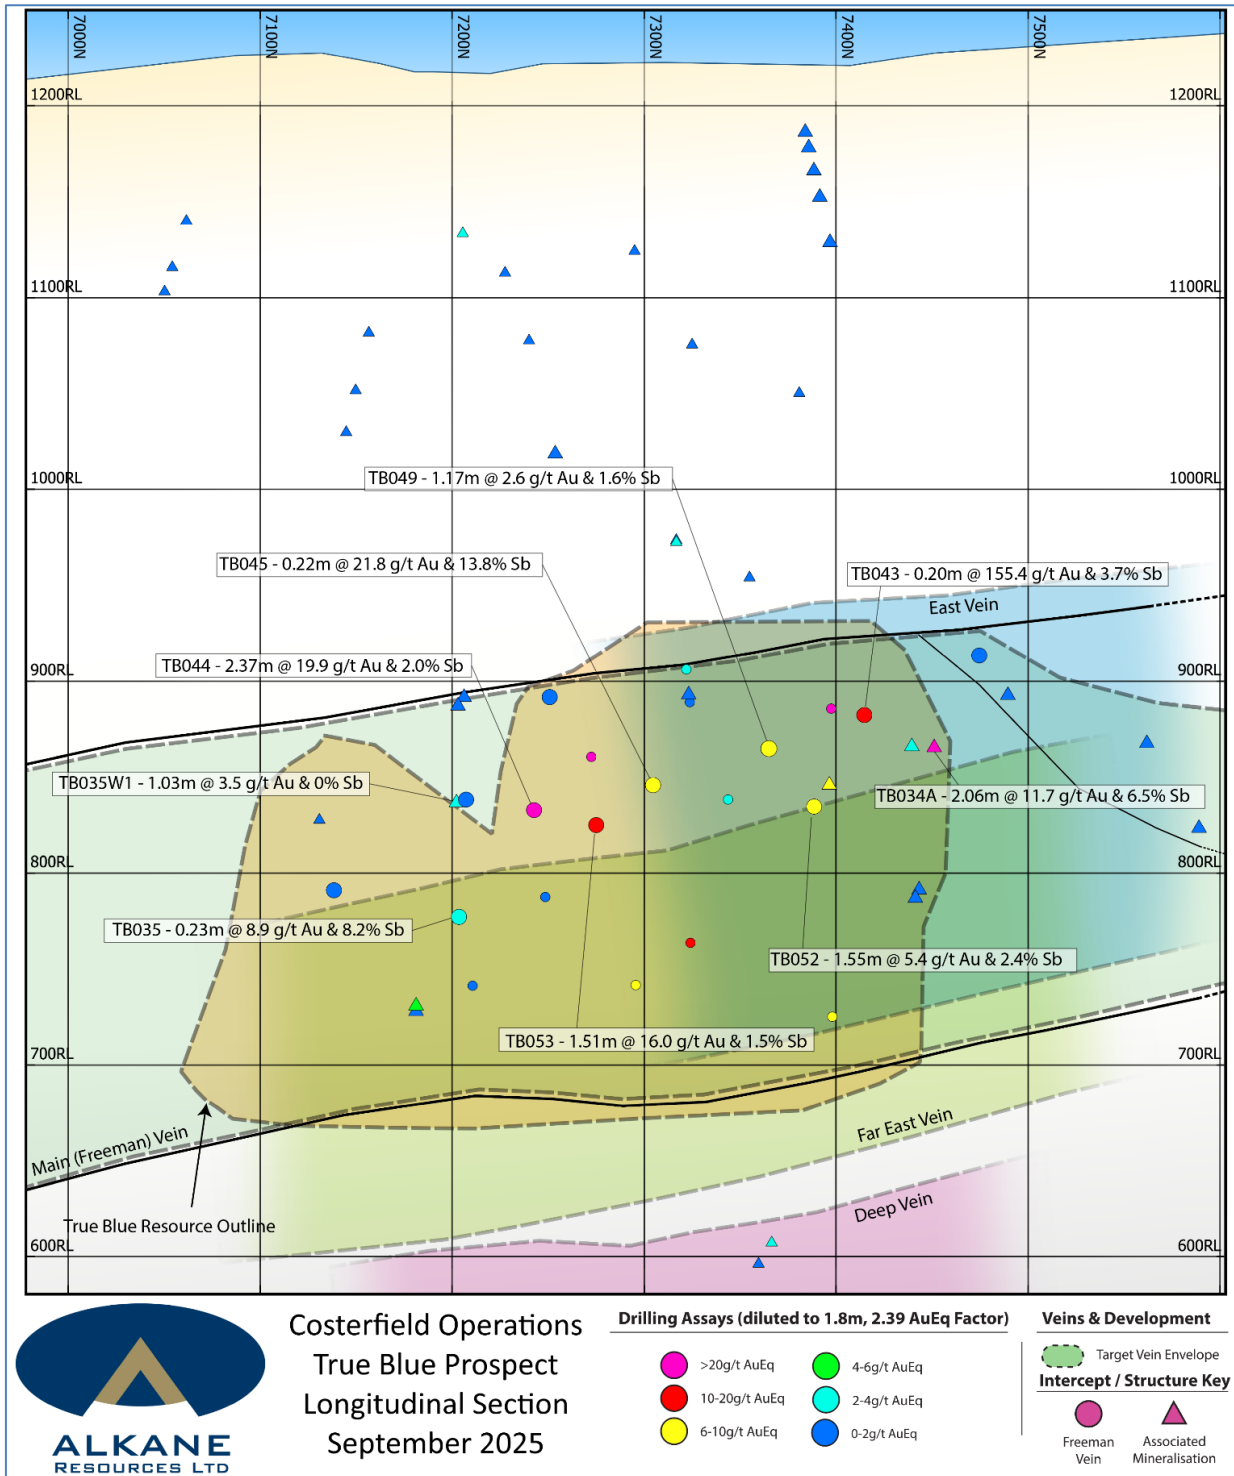 7000N
7100N
7200N
7300N
7400N
7500N
1200RL
1200RL
1100RL
1100RL
1000RL
1000RL
TB049 - 1.17m @ 2.6 g/t Au & 1.6% Sb
TB045 - 0.22m @ 21.8 g/t Au & 13.8% Sb
TB043 - 0.20m @ 155.4 g/t Au & 3.7% Sb
East Vein
TB044 - 2.37m @ 19.9 g/t Au & 2.0% Sb
900RL
900RL
TB035W1 - 1.03m @ 3.5 g/t Au & 0% Sb
TB034A - 2.06m @ 11.7 g/t Au & 6.5% Sb
800RL
800RL
TB035 - 0.23m @ 8.9 g/t Au & 8.2% Sb
TB052 - 1.55m @ 5.4 g/t Au & 2.4% Sb
TB053 - 1.51m @ 16.0 g/t Au & 1.5% Sb
700RL
700RL
Main (Freeman) Vein
Far East Vein
Deep Vein
True Blue Resource Outline
600RL
600RL
ALKANE
RESOURCES LTD
Costerfield Operations
True Blue Prospect
Longitudinal Section
September 2025
Drilling Assays (diluted to 1.8m, 2.39 AuEq Factor)
>20g/t AuEq
4-6g/t AuEq
10-20g/t AuEq
2-4g/t AuEq
6-10g/t AuEq
0-2g/t AuEq
Veins & Development
Target Vein Envelope
Intercept / Structure Key
Freeman
Vein
Associated
Mineralisation